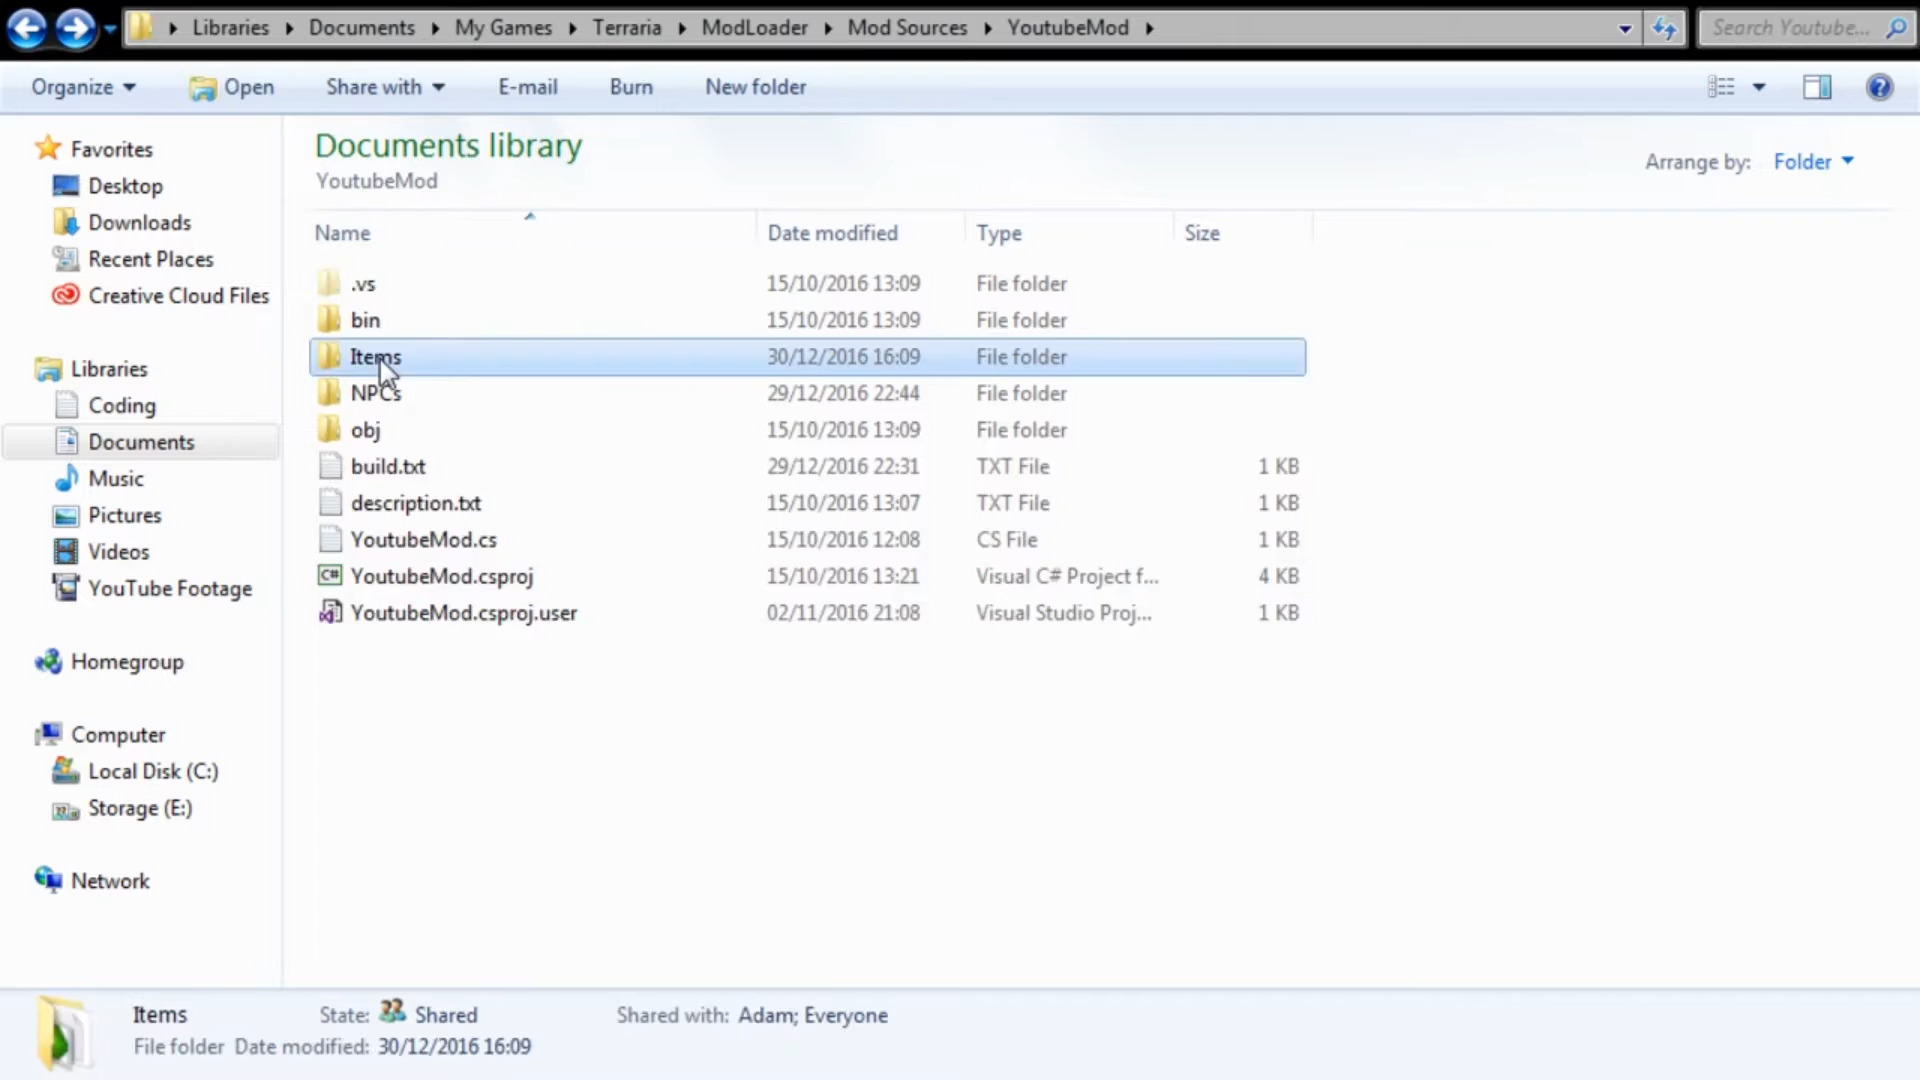 Libraries Documents My Games Terraria ModLoader Mod Sources YoutubeMod Search Youtube...
Organize Open Share with E-mail Burn New folder
Favorites
Desktop
Downloads
Recent Places
Creative Cloud Files
Libraries
Coding
Documents
Music
Pictures
Videos
YouTube Footage
Homegroup
Computer
Local Disk (C:)
Storage (E:)
Network
Documents library
YoutubeMod
Arrange by: Folder
Name Date modified Type Size
.vs 15/10/2016 13:09 File folder
bin 15/10/2016 13:09 File folder
Items 30/12/2016 16:09 File folder
NPCs 29/12/2016 22:44 File folder
obj 15/10/2016 13:09 File folder
build.txt 29/12/2016 22:31 TXT File 1 KB
description.txt 15/10/2016 13:07 TXT File 1 KB
YoutubeMod.cs 15/10/2016 12:08 CS File 1 KB
YoutubeMod.csproj 15/10/2016 13:21 Visual C# Project f... 4 KB
YoutubeMod.csproj.user 02/11/2016 21:08 Visual Studio Proj... 1 KB
Items State: Shared Shared with: Adam; Everyone
File folder Date modified: 30/12/2016 16:09